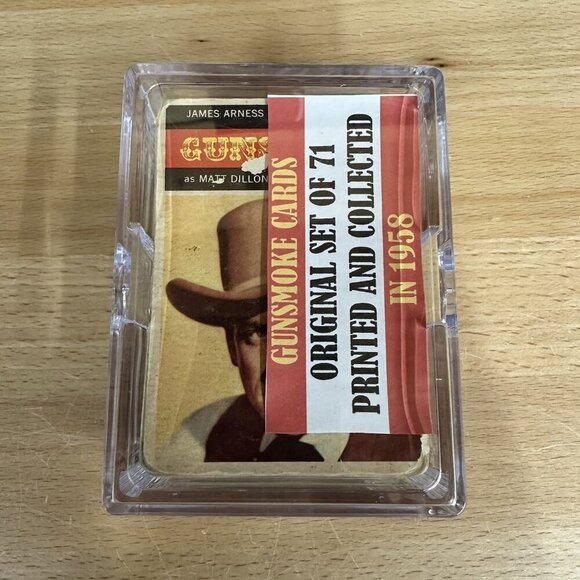 JAMES ARNESS
GUNS
as MATT DILLON
GUNSMOKE CARDS
ORIGINAL SET OF 71
PRINTED AND COLLECTED
IN 1958